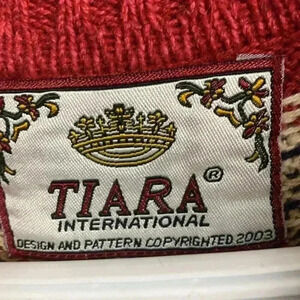 TIARA®
INTERNATIONAL
DESIGN AND PATTERN COPYRIGHTED 2003